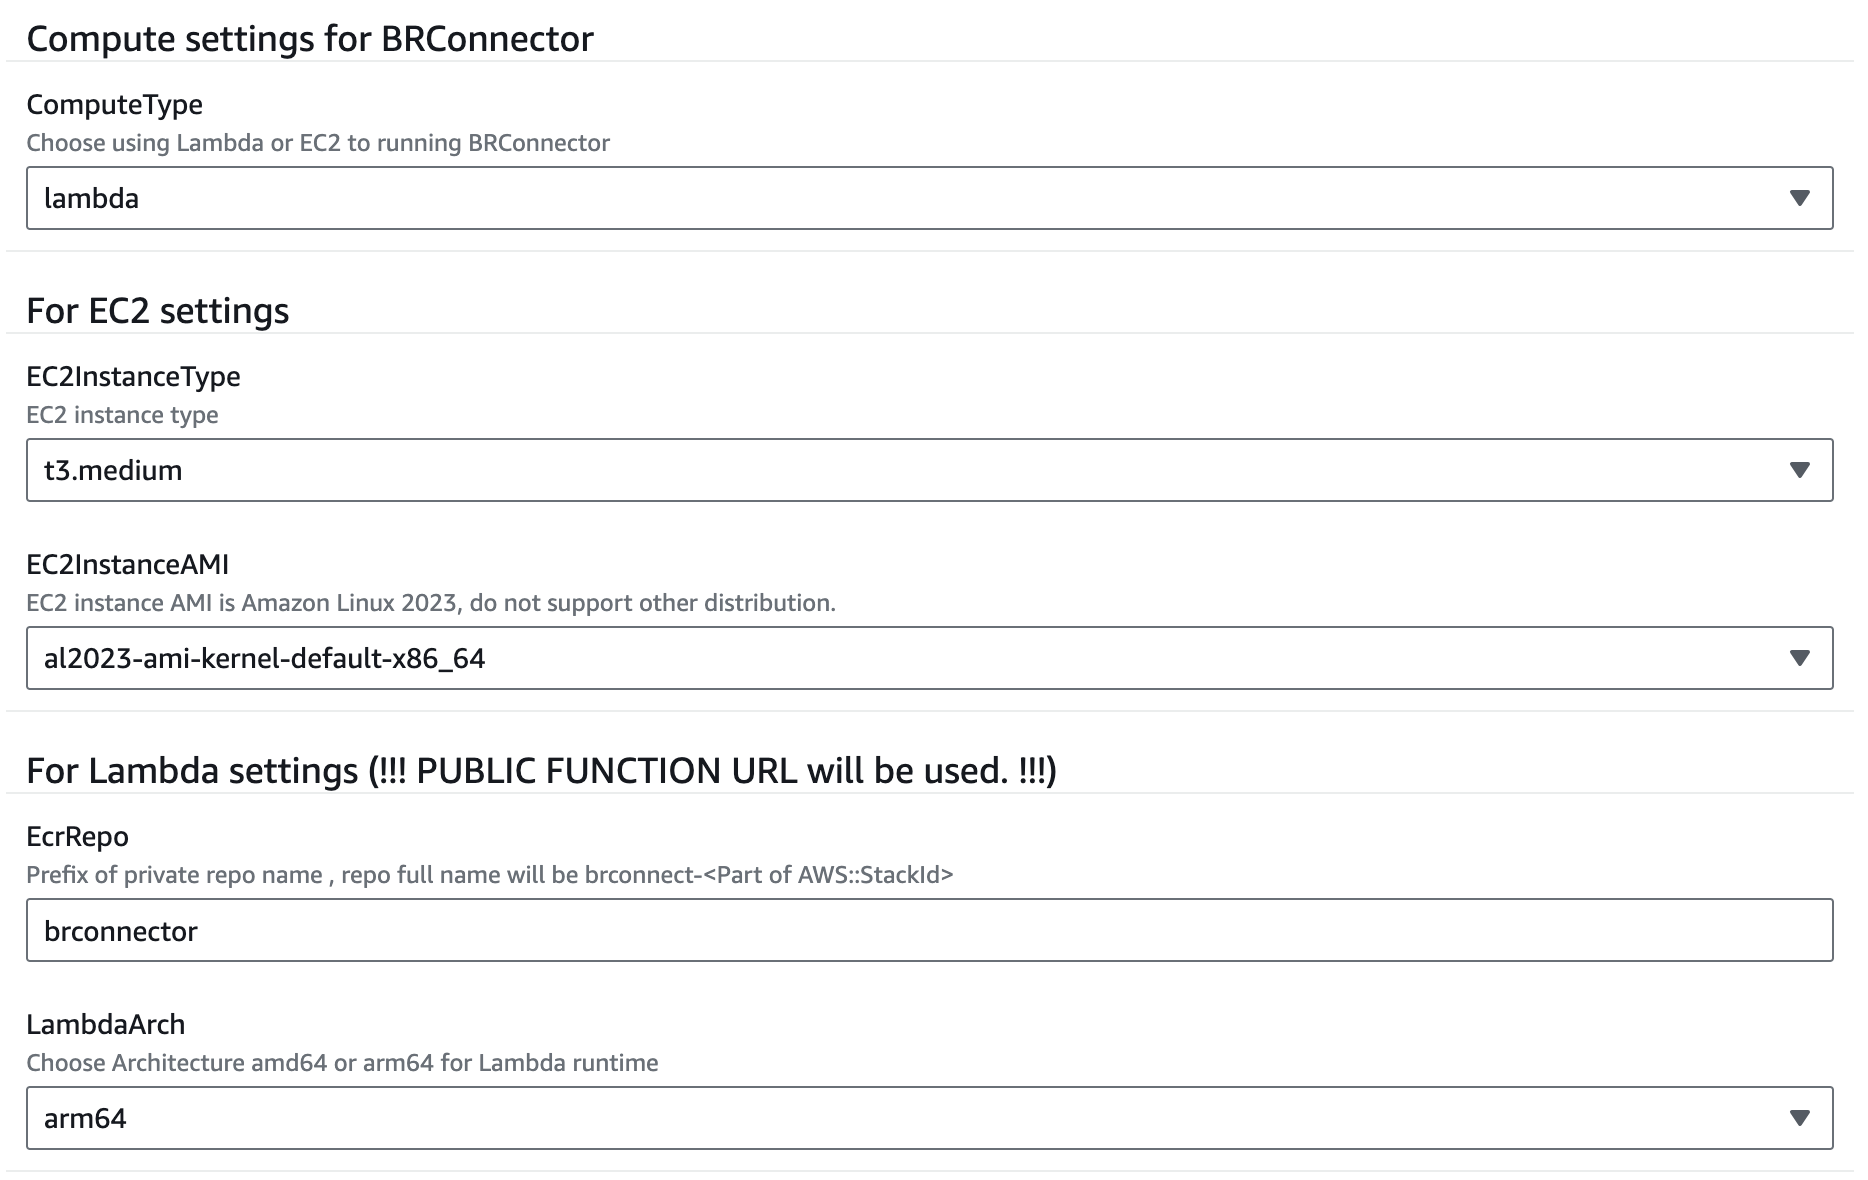 Compute settings for BRConnector
ComputeType
Choose using Lambda or EC2 to running BRConnector
lambda
For EC2 settings
EC2InstanceType
EC2 instance type
t3.medium
EC2InstanceAMI
EC2 instance AMI is Amazon Linux 2023, do not support other distribution.
al2023-ami-kernel-default-x86_64
For Lambda settings (!!! PUBLIC FUNCTION URL will be used. !!!)
EcrRepo
Prefix of private repo name , repo full name will be brconnect-<Part of AWS::StackId>
brconnector
LambdaArch
Choose Architecture amd64 or arm64 for Lambda runtime
arm64